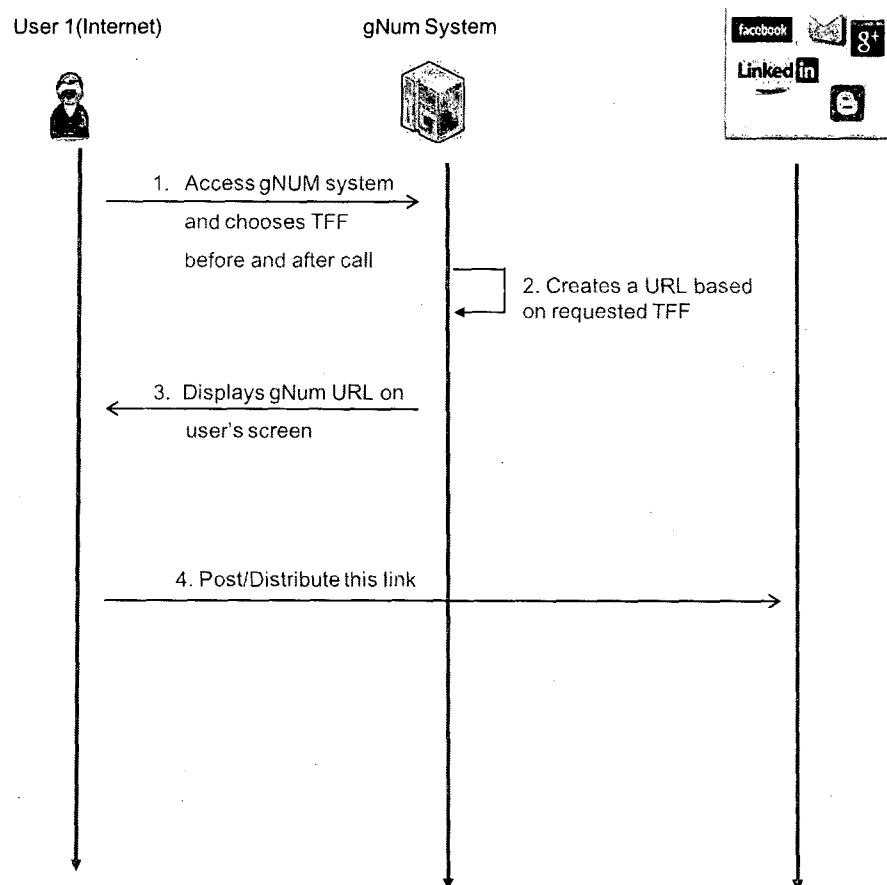 User 1(Internet)
gNum System
facebook
g+
Linked in
1. Access gNUM system
and chooses TFF
before and after call
2. Creates a URL based
on requested TFF
3. Displays gNum URL on
user's screen
4. Post/Distribute this link